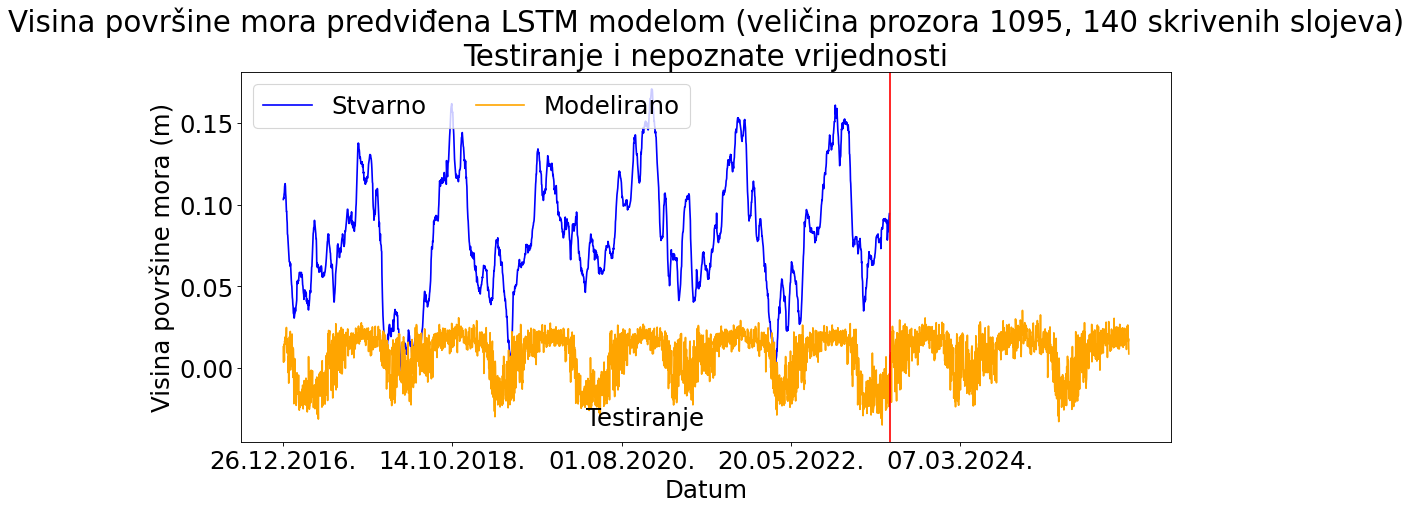 Visina površine mora predviđena LSTM modelom (veličina prozora 1095, 140 skrivenih slojeva)
Testiranje i nepoznate vrijednosti
Stvarno
Modelirano
Visina površine mora (m)
0.15
0.10
0.05
0.00
Testiranje
26.12.2016.
14.10.2018.
01.08.2020.
20.05.2022.
07.03.2024.
Datum